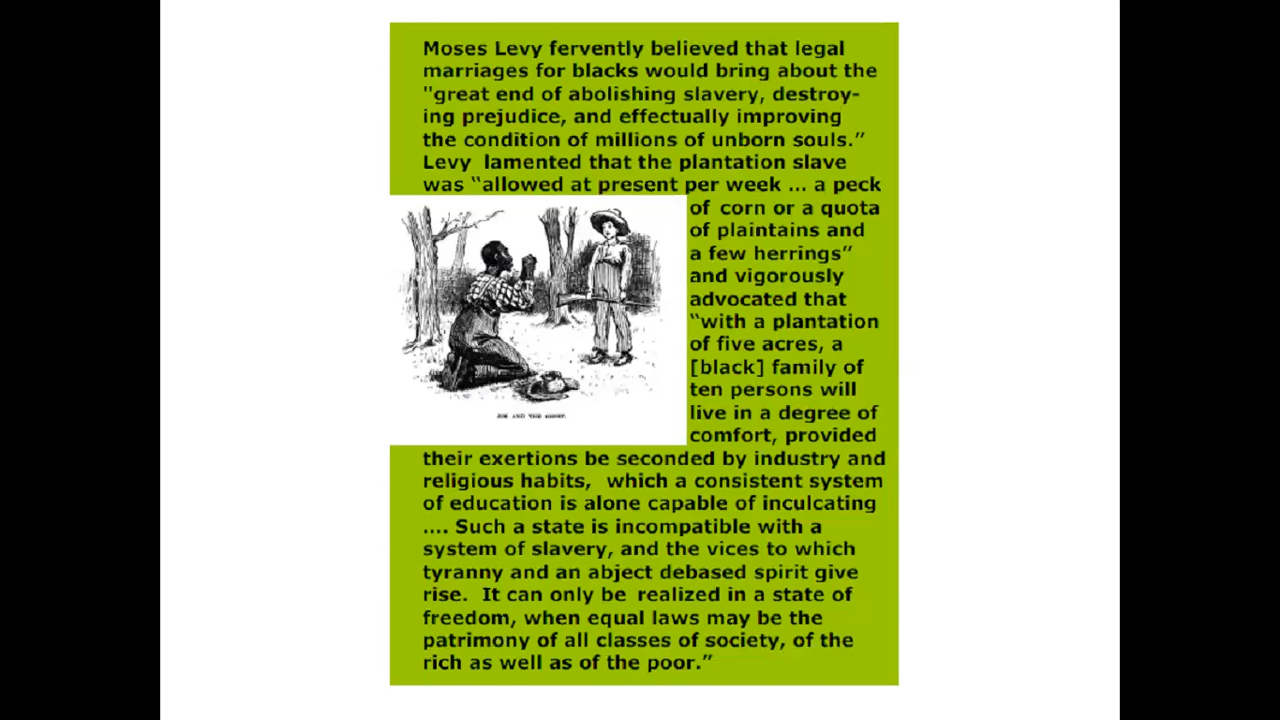 Moses Levy fervently believed that legal
marriages for blacks would bring about the
"great end of abolishing slavery, destroy-
ing prejudice, and effectually improving
the condition of millions of unborn souls.”
Levy lamented that the plantation slave
was “allowed at present per week ... a peck
of corn or a quota
of plaintains and
a few herrings”
and vigorously
advocated that
“with a plantation
of five acres, a
[black] family of
ten persons will
live in a degree of
comfort, provided
JIM AND THE GHOST.
their exertions be seconded by industry and
religious habits, which a consistent system
of education is alone capable of inculcating
.... Such a state is incompatible with a
system of slavery, and the vices to which
tyranny and an abject debased spirit give
rise. It can only be realized in a state of
freedom, when equal laws may be the
patrimony of all classes of society, of the
rich as well as of the poor.”